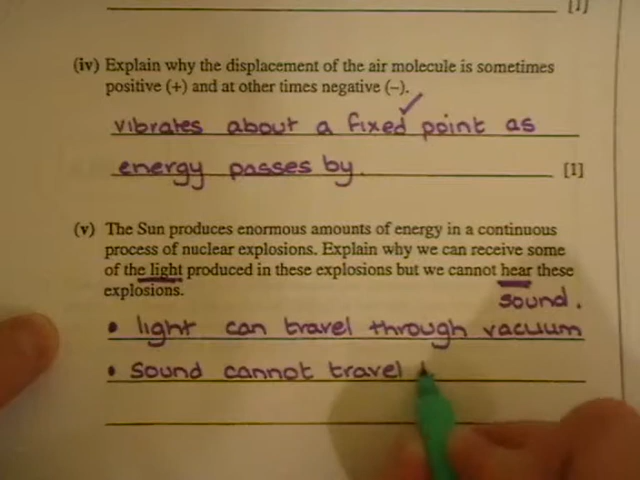 [1]
(iv) Explain why the displacement of the air molecule is sometimes
positive (+) and at other times negative (–).
vibrates about a fixed point as
energy passes by.
[1]
(v) The Sun produces enormous amounts of energy in a continuous
process of nuclear explosions. Explain why we can receive some
of the light produced in these explosions but we cannot hear these
explosions.
sound.
• light can travel through vacuum
• sound cannot travel